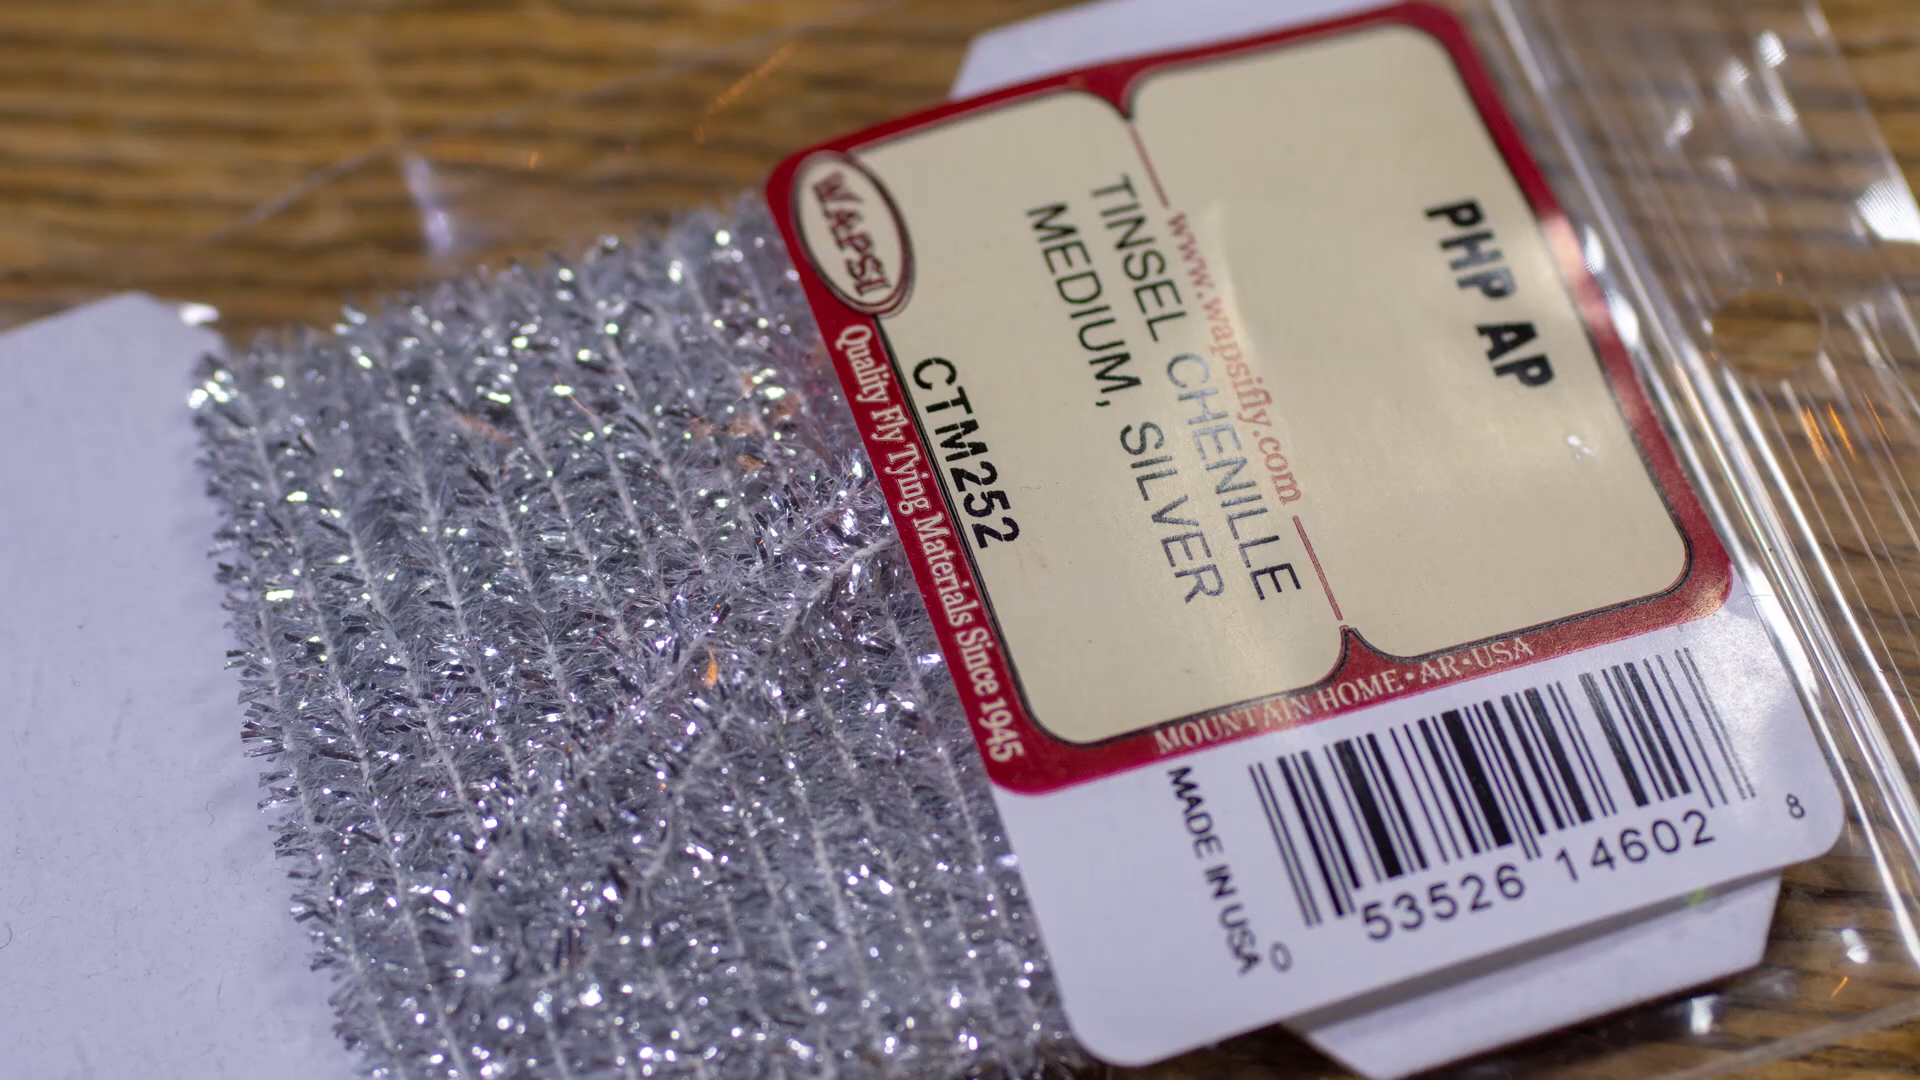 PHP AP
www.wapsifly.com
TINSEL CHENILLE
MEDIUM, SILVER
CTM252
WAPSI
Quality Fly Tying Materials Since 1945
MOUNTAIN HOME•AR•USA
MADE IN USA
0 53526 14602 8